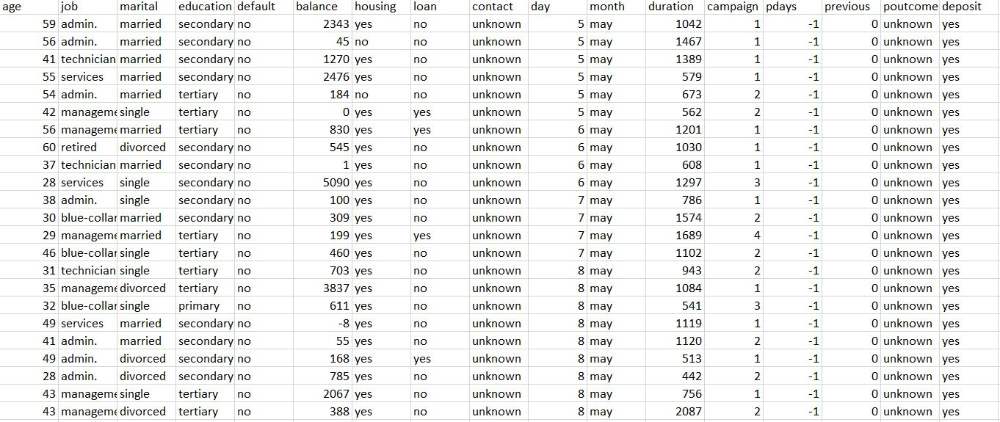 age job marital education default balance housing loan contact day month duration campaign pdays previous poutcome deposit
59 admin. married secondary no 2343 yes no unknown 5 may 1042 1 -1 0 unknown yes
56 admin. married secondary no 45 no no unknown 5 may 1467 1 -1 0 unknown yes
41 technician married secondary no 1270 yes no unknown 5 may 1389 1 -1 0 unknown yes
55 services married secondary no 2476 yes no unknown 5 may 579 1 -1 0 unknown yes
54 admin. married tertiary no 184 no no unknown 5 may 673 2 -1 0 unknown yes
42 manageme single tertiary no 0 yes yes unknown 5 may 562 2 -1 0 unknown yes
56 manageme married tertiary no 830 yes yes unknown 6 may 1201 1 -1 0 unknown yes
60 retired divorced secondary no 545 yes no unknown 6 may 1030 1 -1 0 unknown yes
37 technician married secondary no 1 yes no unknown 6 may 608 1 -1 0 unknown yes
28 services single secondary no 5090 yes no unknown 6 may 1297 3 -1 0 unknown yes
38 admin. single secondary no 100 yes no unknown 7 may 786 1 -1 0 unknown yes
30 blue-collar married secondary no 309 yes no unknown 7 may 1574 2 -1 0 unknown yes
29 manageme married tertiary no 199 yes yes unknown 7 may 1689 4 -1 0 unknown yes
46 blue-collar single tertiary no 460 yes no unknown 7 may 1102 2 -1 0 unknown yes
31 technician single tertiary no 703 yes no unknown 8 may 943 2 -1 0 unknown yes
35 manageme divorced tertiary no 3837 yes no unknown 8 may 1084 1 -1 0 unknown yes
32 blue-collar single primary no 611 yes no unknown 8 may 541 3 -1 0 unknown yes
49 services married secondary no -8 yes no unknown 8 may 1119 1 -1 0 unknown yes
41 admin. married secondary no 55 yes no unknown 8 may 1120 2 -1 0 unknown yes
49 admin. divorced secondary no 168 yes yes unknown 8 may 513 1 -1 0 unknown yes
28 admin. divorced secondary no 785 yes no unknown 8 may 442 2 -1 0 unknown yes
43 manageme single tertiary no 2067 yes no unknown 8 may 756 1 -1 0 unknown yes
43 manageme divorced tertiary no 388 yes no unknown 8 may 2087 2 -1 0 unknown yes